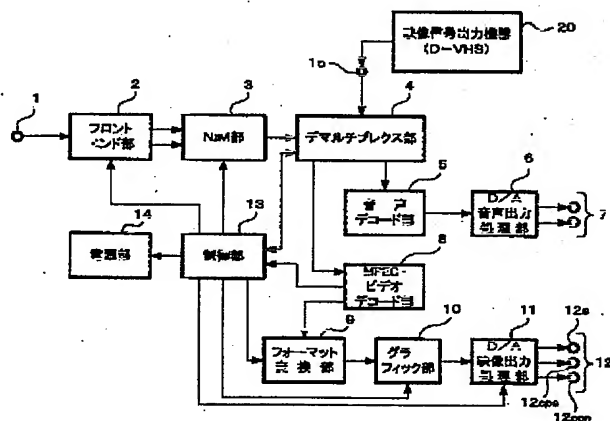 映像信号出力機器
(D-VHS)
20
1b
1
2
3
4
フロント
エンド部
NIM部
デマルチプレクス部
5
音声
デコード部
6
D/A
音声出力
処理部
7
14
電源部
13
制御部
8
MPEG-
ビデオ
デコード部
9
フォーマット
変換部
10
グラ
フィック部
11
D/A
映像出力
処理部
12s
12
12cps